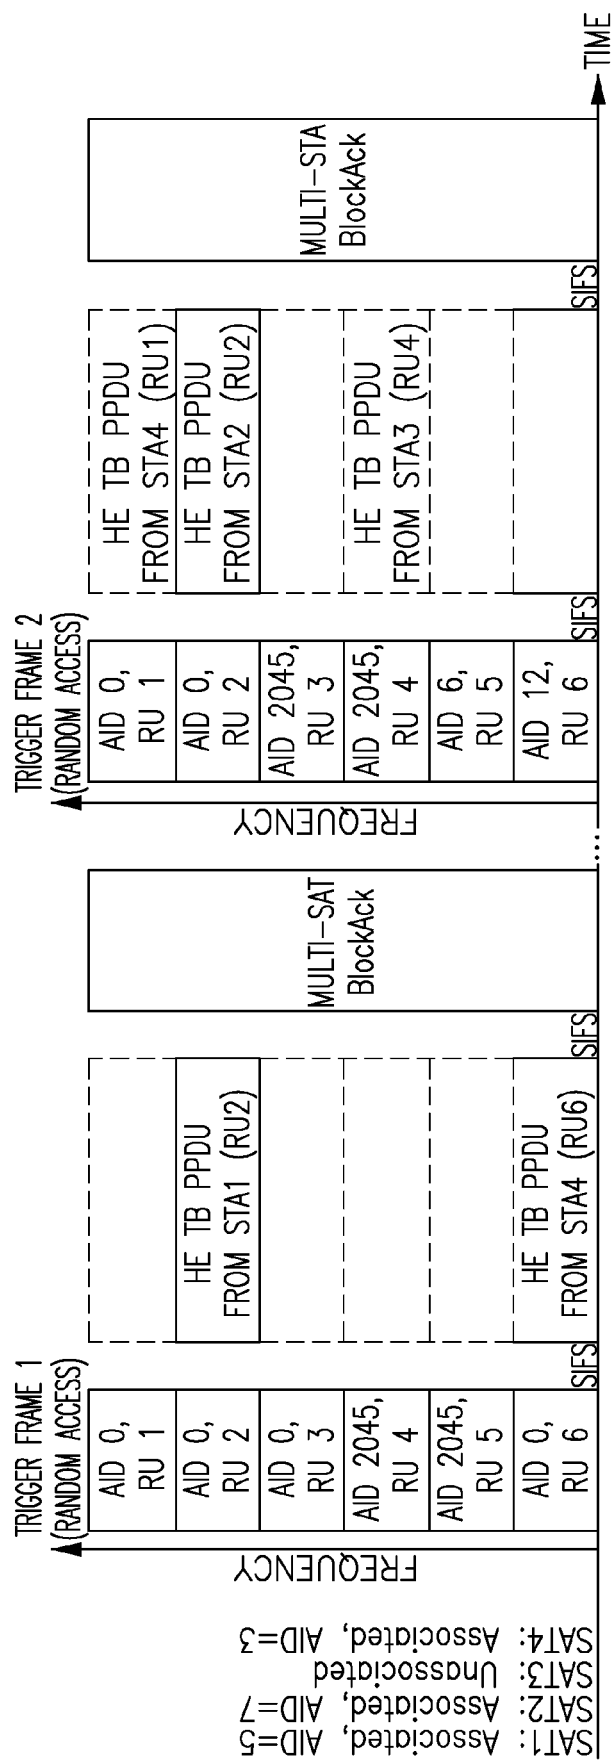 SAT1: Associated, AID=5
SAT2: Associated, AID=7
SAT3: Unassociated
SAT4: Associated, AID=3
TRIGGER FRAME 1
(RANDOM ACCESS)
FREQUENCY
AID 0,
RU 1
AID 0,
RU 2
AID 0,
RU 3
AID 2045,
RU 4
AID 2045,
RU 5
AID 0,
RU 6
SIFS
HE TB PPDU
FROM STA1 (RU2)
HE TB PPDU
FROM STA4 (RU6)
SIFS
MULTI-SAT
BlockAck
...
TRIGGER FRAME 2
(RANDOM ACCESS)
FREQUENCY
AID 0,
RU 1
AID 0,
RU 2
AID 2045,
RU 3
AID 2045,
RU 4
AID 6,
RU 5
AID 12,
RU 6
SIFS
HE TB PPDU
FROM STA4 (RU1)
HE TB PPDU
FROM STA2 (RU2)
HE TB PPDU
FROM STA3 (RU4)
SIFS
MULTI-STA
BlockAck
TIME